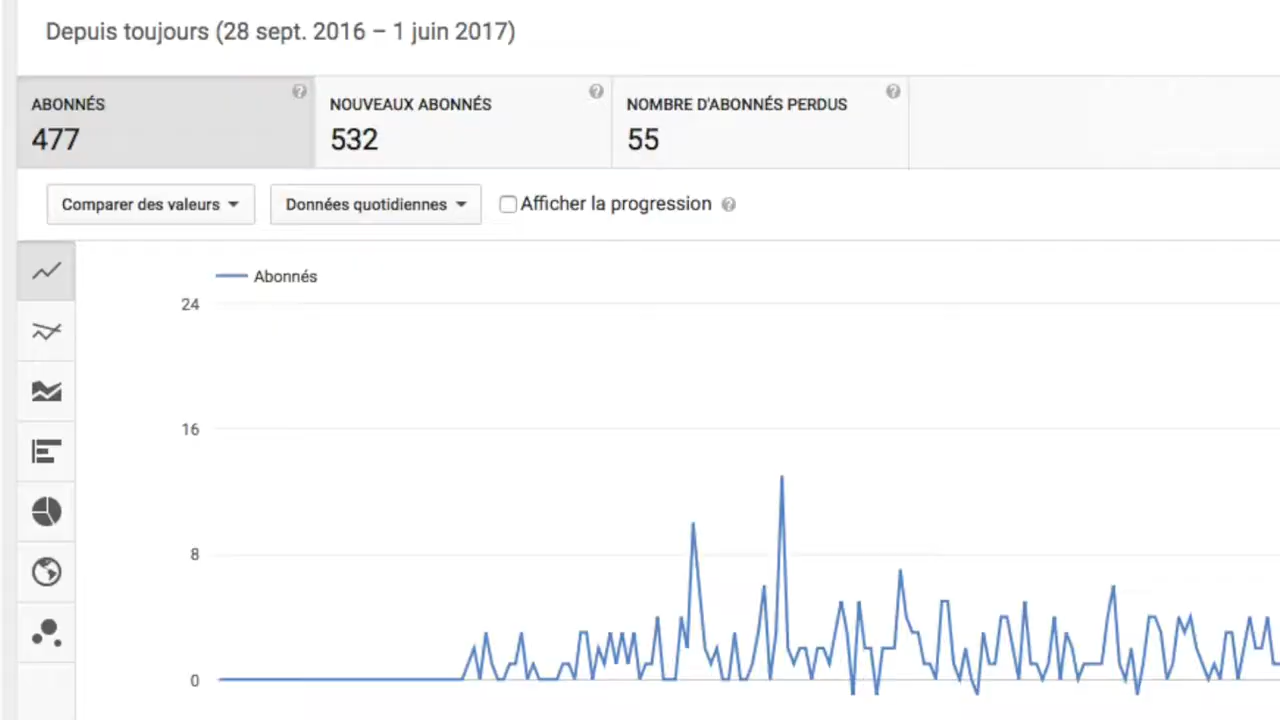 Depuis toujours (28 sept. 2016 – 1 juin 2017)
ABONNÉS
?
NOUVEAUX ABONNÉS
?
NOMBRE D'ABONNÉS PERDUS
?
477
532
55
Comparer des valeurs
Données quotidiennes
Afficher la progression
?
Abonnés
24
16
8
0